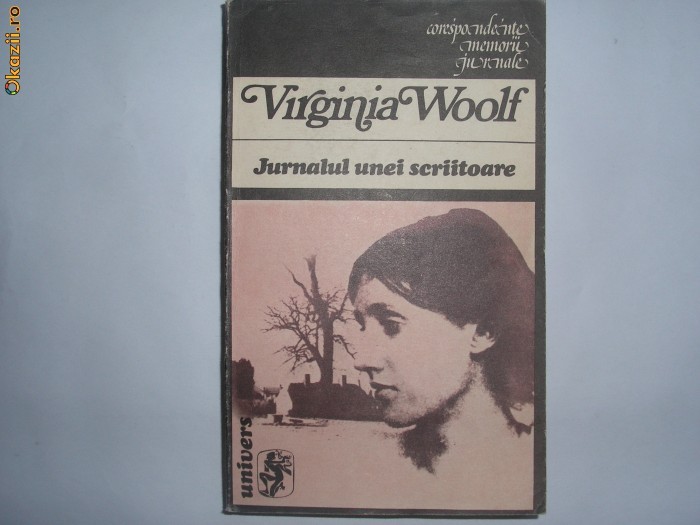 Okazii.ro
corespondențe
memorii
jurnale
Virginia Woolf
Jurnalul unei scriitoare
univers